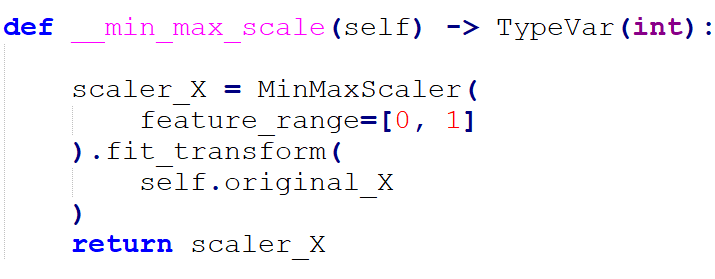 def __min_max_scale(self) -> TypeVar(int):
scaler_X = MinMaxScaler(
feature_range=[0, 1]
).fit_transform(
self.original_X
)
return scaler_X